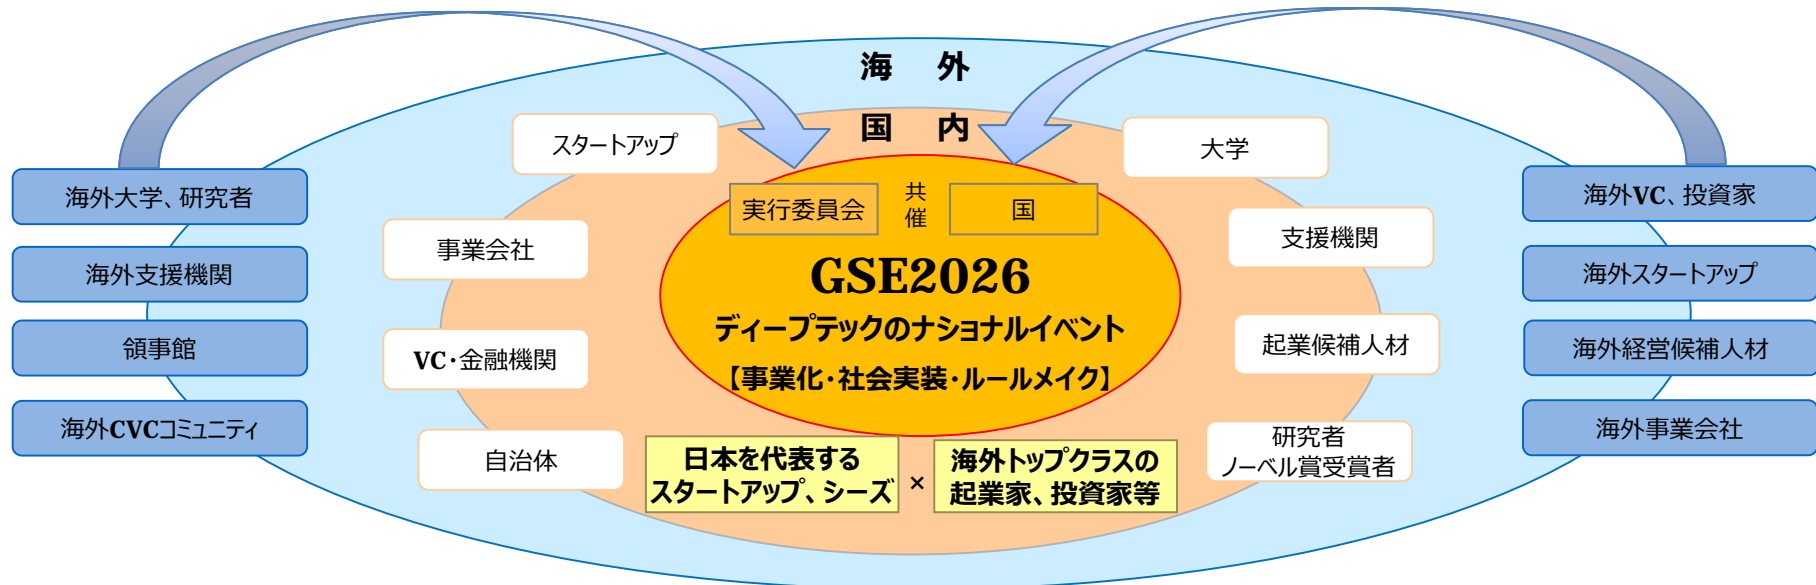 海　外
国　内
スタートアップ
大学
海外大学、研究者
海外VC、投資家
実行委員会
共催
国
事業会社
支援機関
海外支援機関
海外スタートアップ
GSE2026
ディープテックのナショナルイベント
【事業化・社会実装・ルールメイク】
領事館
VC・金融機関
起業候補人材
海外経営候補人材
海外CVCコミュニティ
海外事業会社
自治体
研究者
ノーベル賞受賞者
日本を代表する
スタートアップ、シーズ
×
海外トップクラスの
起業家、投資家等